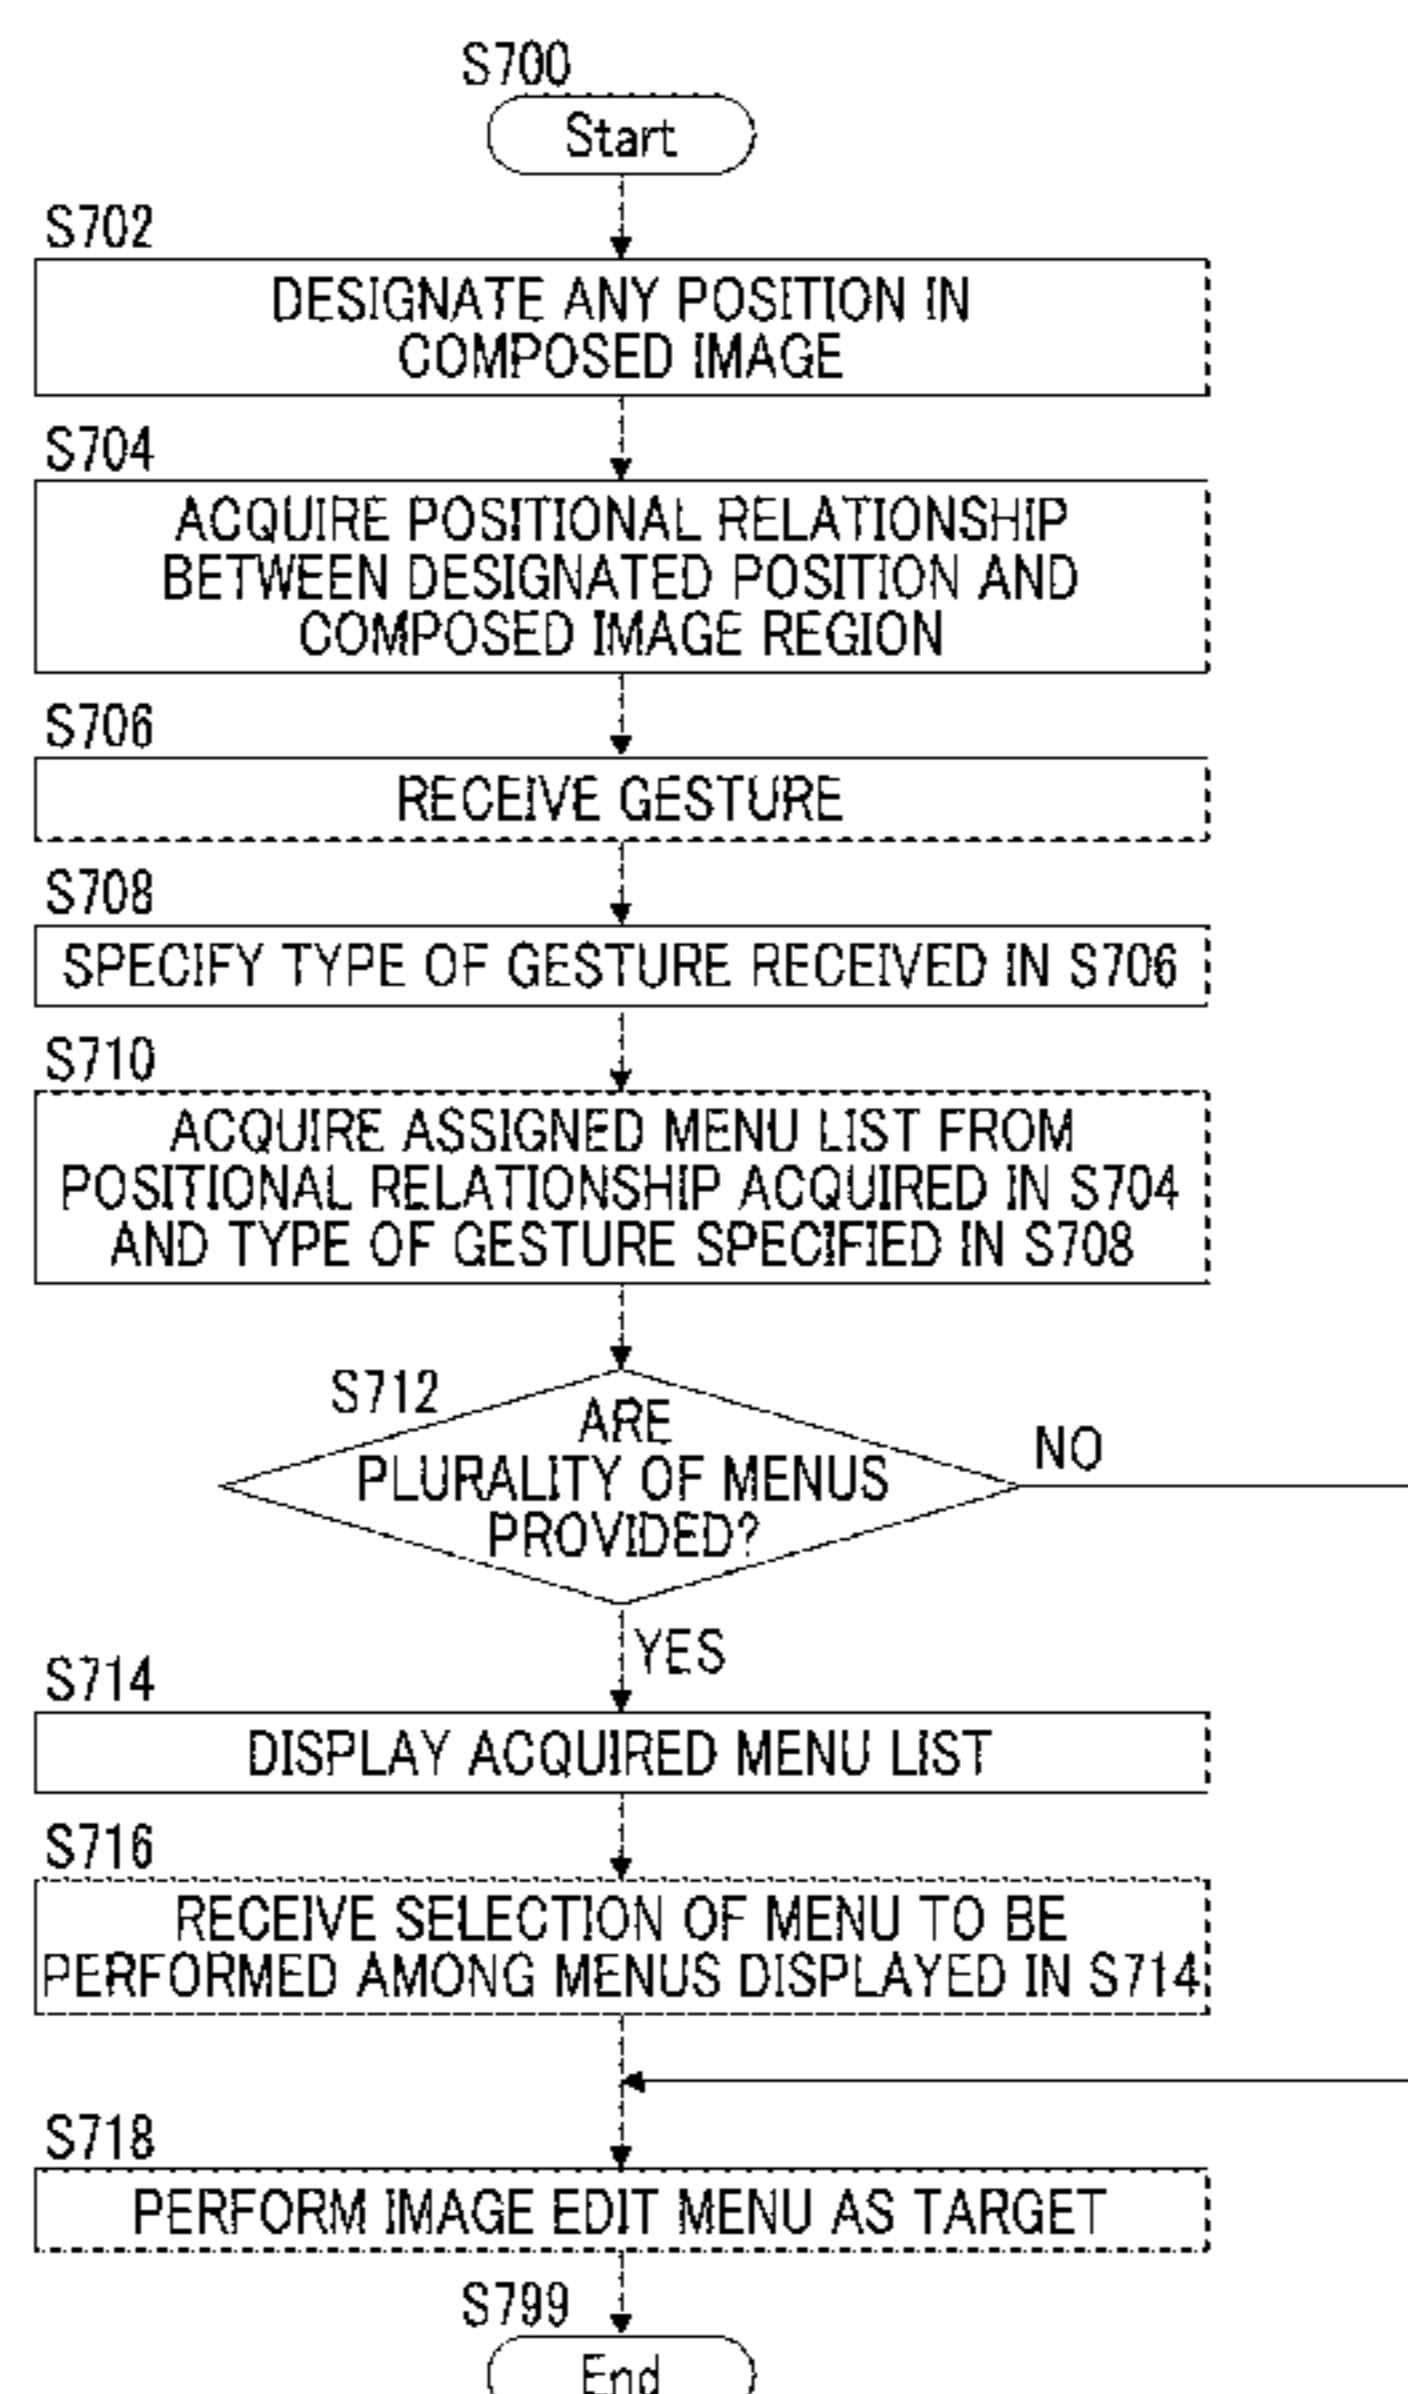 S700
Start
S702
DESIGNATE ANY POSITION IN
COMPOSED IMAGE
S704
ACQUIRE POSITIONAL RELATIONSHIP
BETWEEN DESIGNATED POSITION AND
COMPOSED IMAGE REGION
S706
RECEIVE GESTURE
S708
SPECIFY TYPE OF GESTURE RECEIVED IN S706
S710
ACQUIRE ASSIGNED MENU LIST FROM
POSITIONAL RELATIONSHIP ACQUIRED IN S704
AND TYPE OF GESTURE SPECIFIED IN S708
S712
ARE
PLURALITY OF MENUS
PROVIDED?
NO
YES
S714
DISPLAY ACQUIRED MENU LIST
S716
RECEIVE SELECTION OF MENU TO BE
PERFORMED AMONG MENUS DISPLAYED IN S714
S718
PERFORM IMAGE EDIT MENU AS TARGET
S799
End